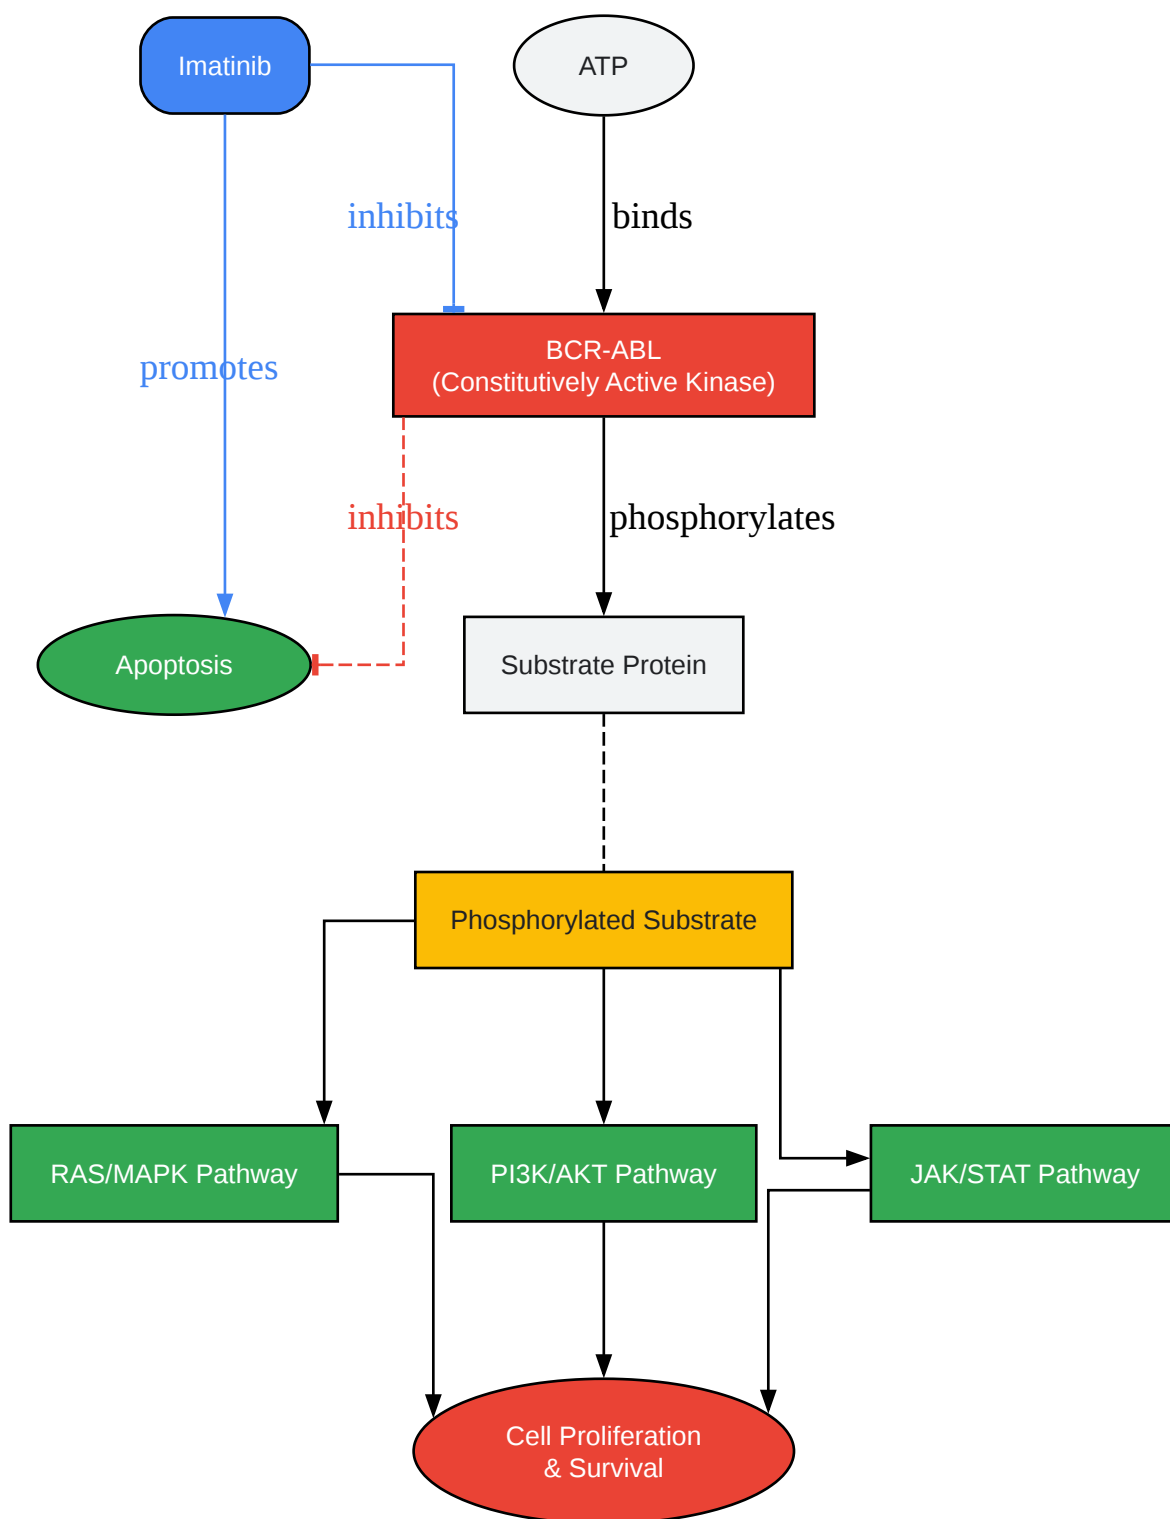 Imatinib
ATP
inhibits
binds
BCR-ABL
(Constitutively Active Kinase)
promotes
inhibits
phosphorylates
Apoptosis
Substrate Protein
Phosphorylated Substrate
RAS/MAPK Pathway
PI3K/AKT Pathway
JAK/STAT Pathway
Cell Proliferation
& Survival